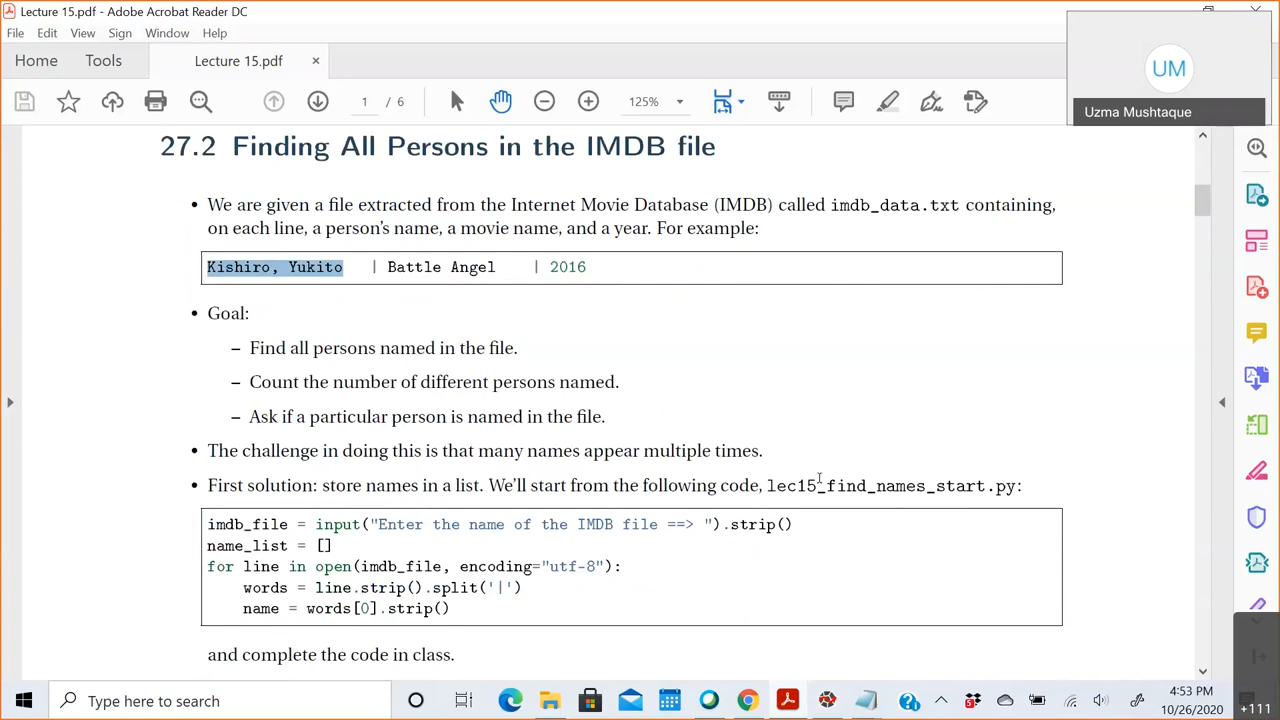 Lecture 15.pdf - Adobe Acrobat Reader DC
File Edit View Sign Window Help
Home Tools Lecture 15.pdf ×
1 / 6 125%
UM
Uzma Mushtaque
27.2 Finding All Persons in the IMDB file
• We are given a file extracted from the Internet Movie Database (IMDB) called imdb_data.txt containing,
on each line, a person's name, a movie name, and a year. For example:
Kishiro, Yukito | Battle Angel | 2016
• Goal:
– Find all persons named in the file.
– Count the number of different persons named.
– Ask if a particular person is named in the file.
• The challenge in doing this is that many names appear multiple times.
• First solution: store names in a list. We'll start from the following code, lec15_find_names_start.py:
imdb_file = input("Enter the name of the IMDB file ==> ").strip()
name_list = []
for line in open(imdb_file, encoding="utf-8"):
words = line.strip().split('|')
name = words[0].strip()
and complete the code in class.
Type here to search
4:53 PM
10/26/2020
+111